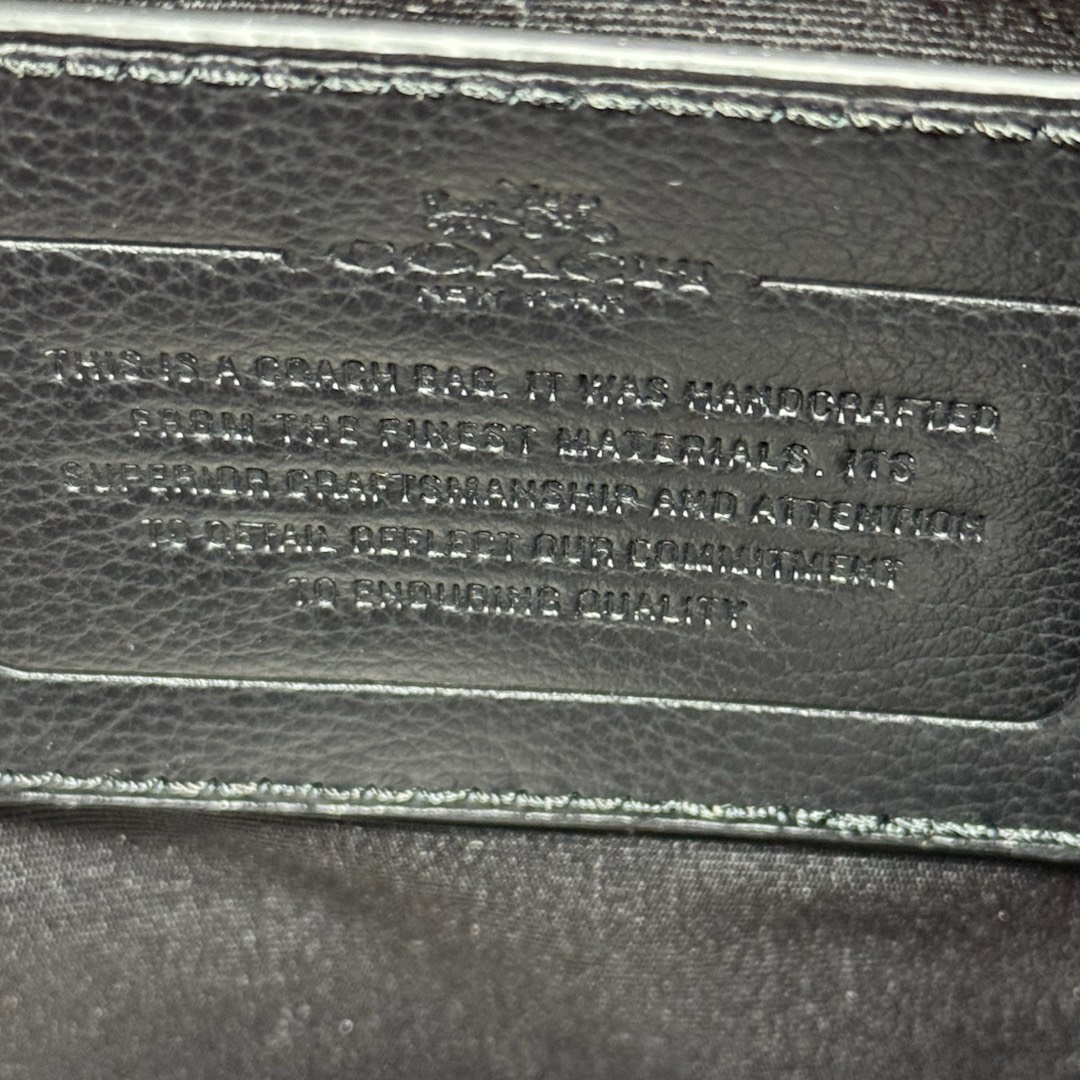 COACH
NEW YORK
THIS IS A COACH BAG. IT WAS HANDCRAFTED
FROM THE FINEST MATERIALS. ITS
SUPERIOR CRAFTSMANSHIP AND ATTENTION
TO DETAIL REFLECT OUR COMMITMENT
TO ENDURING QUALITY.